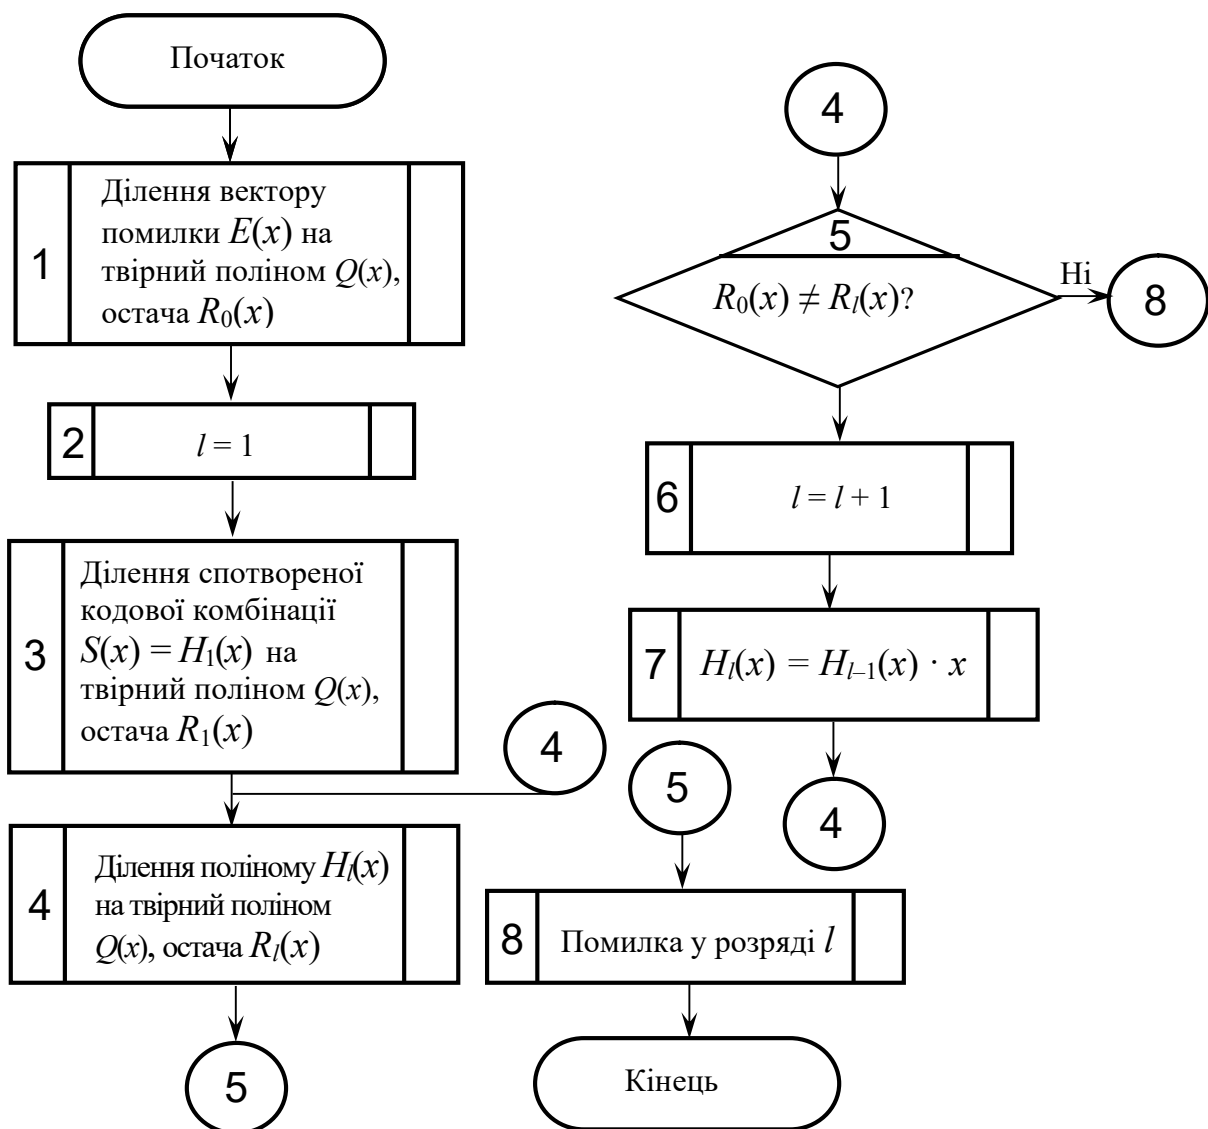 Початок
1
Ділення вектору
помилки E(x) на
твірний поліном Q(x),
остача R₀(x)
2
l = 1
3
Ділення спотвореної
кодової комбінації
S(x) = H₁(x) на
твірний поліном Q(x),
остача R₁(x)
4
4
Ділення поліному Hₗ(x)
на твірний поліном
Q(x), остача Rₗ(x)
5
4
5
R₀(x) ≠ Rₗ(x)?
Ні
8
6
l = l + 1
7
Hₗ(x) = Hₗ₋₁(x) · x
4
5
8
Помилка у розряді l
Кінець